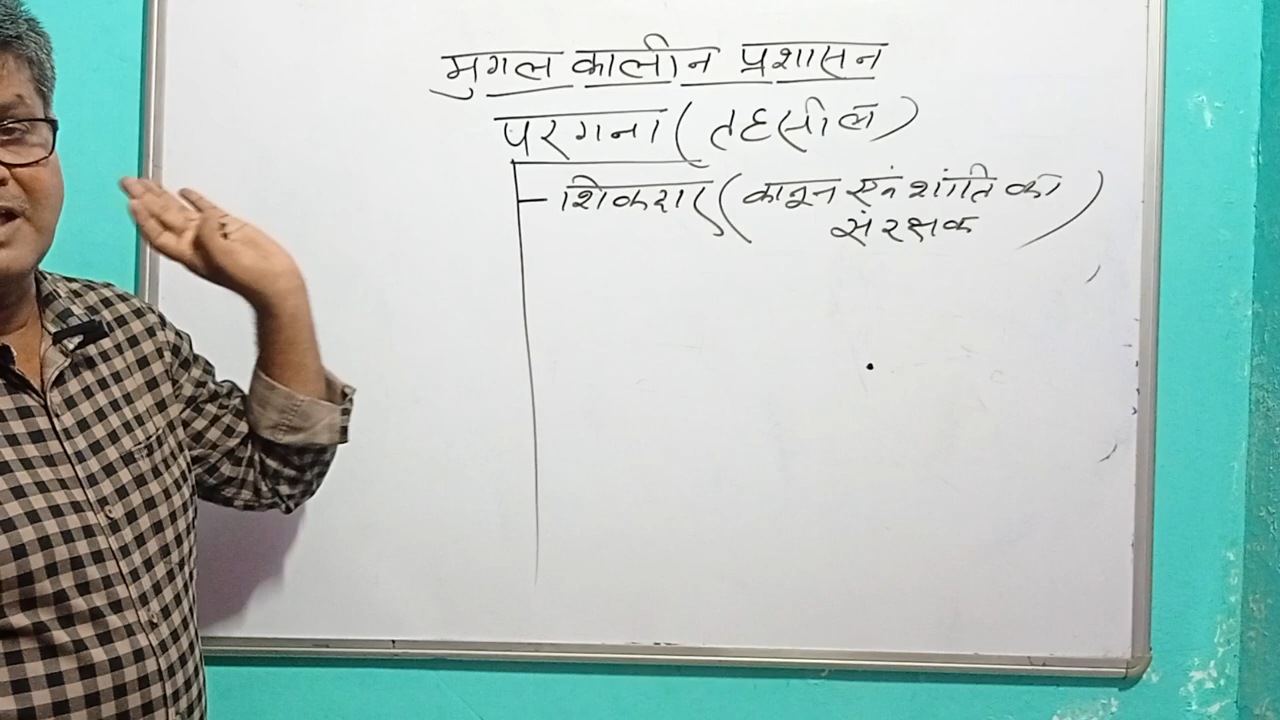 मुगल कालीन प्रशासन
परगना (तहसील)
शिकदार (कानून एवं शांति का
संरक्षक)